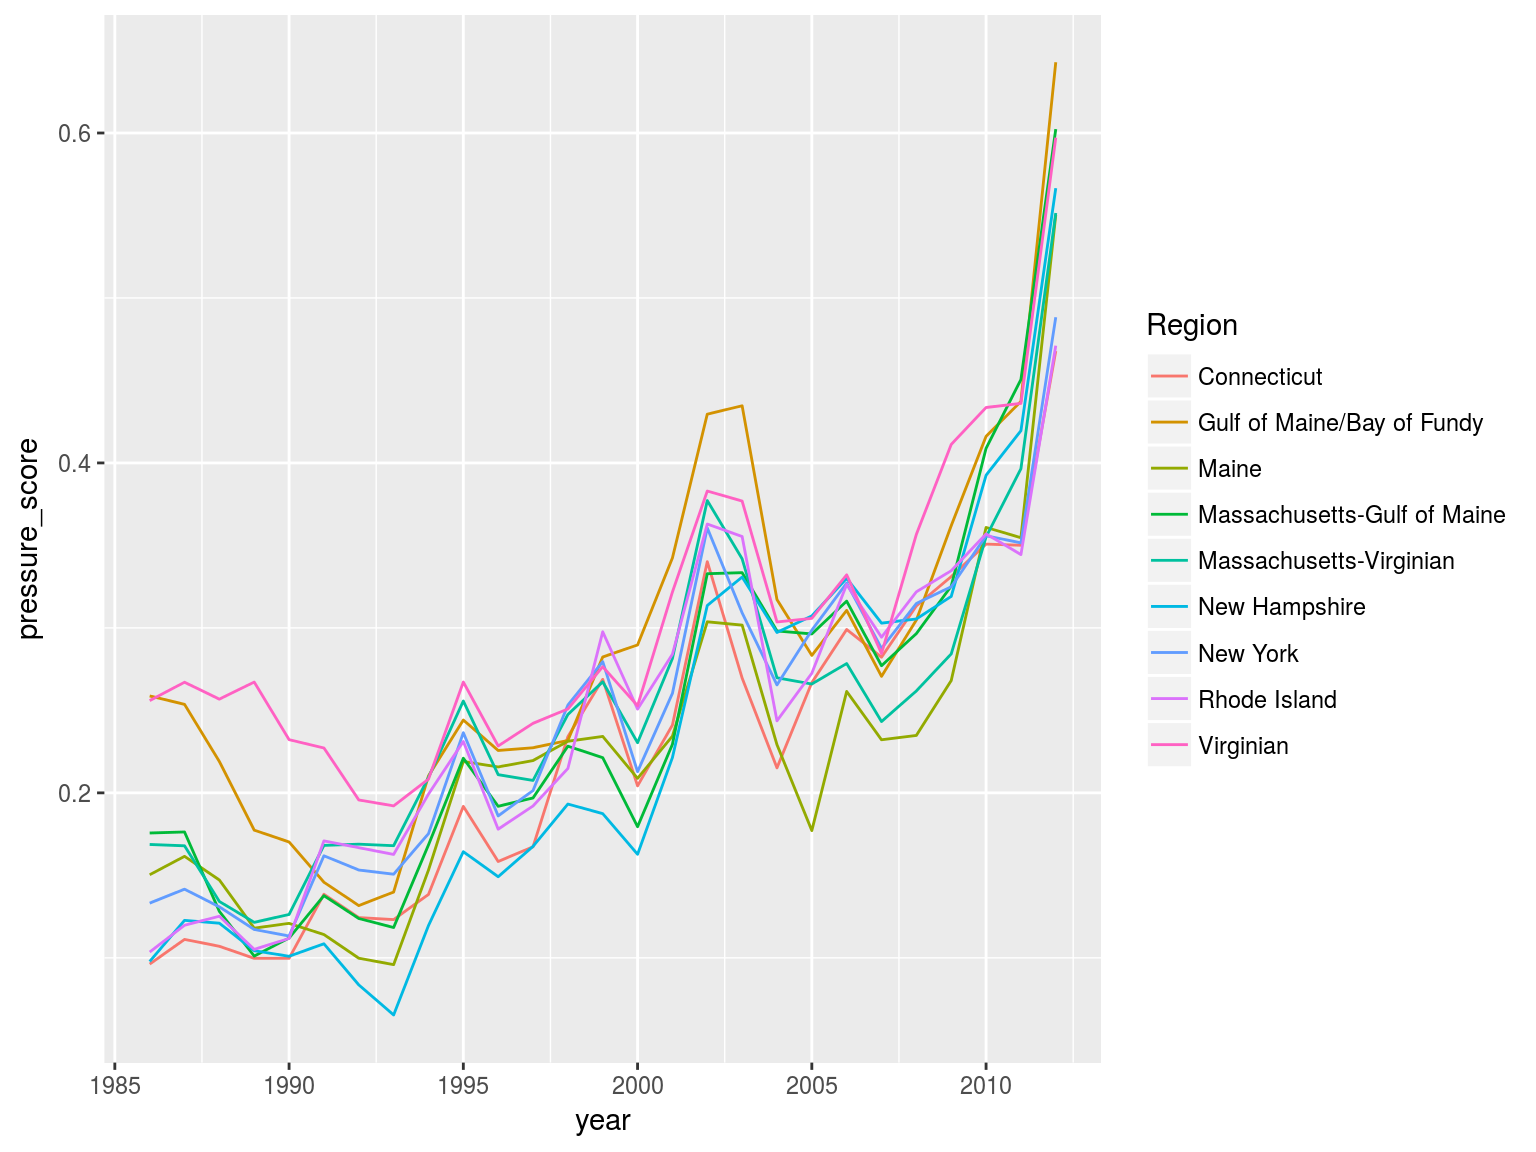 0.6
0.4
0.2
pressure_score
1985 1990 1995 2000 2005 2010
year
Region
Connecticut
Gulf of Maine/Bay of Fundy
Maine
Massachusetts-Gulf of Maine
Massachusetts-Virginian
New Hampshire
New York
Rhode Island
Virginian